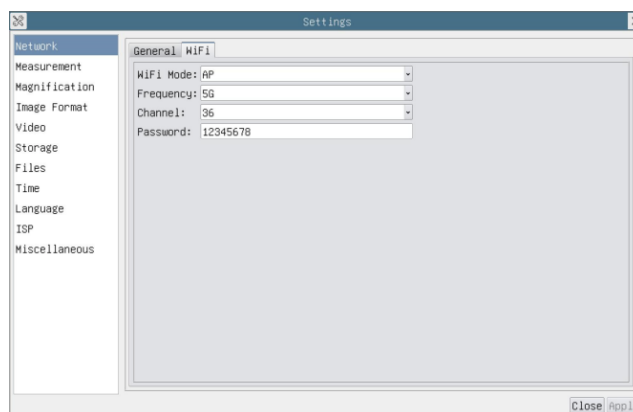 Settings
Network
Measurement
Magnification
Image Format
Video
Storage
Files
Time
Language
ISP
Miscellaneous
General WiFi
WiFi Mode: AP
Frequency: 5G
Channel: 36
Password: 12345678
Close Appl